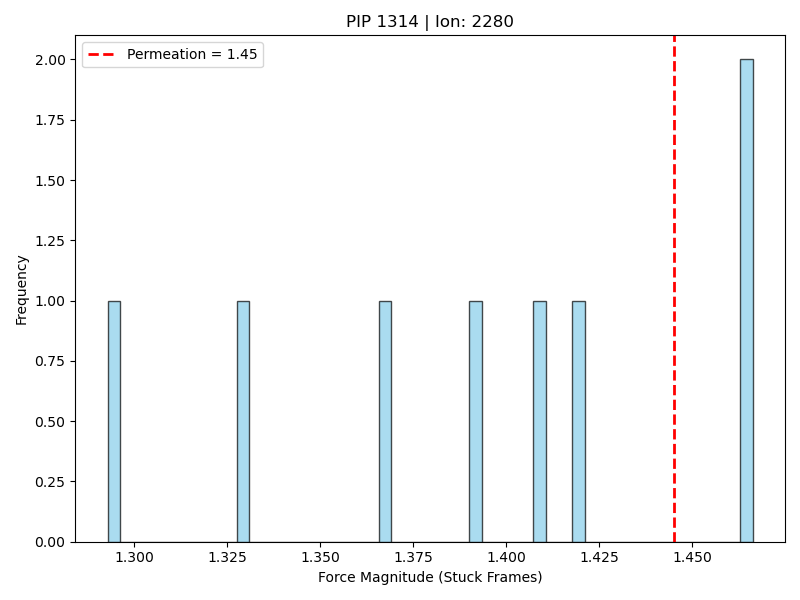 PIP 1314 | Ion: 2280
Permeation = 1.45
Frequency
2.00
1.75
1.50
1.25
1.00
0.75
0.50
0.25
0.00
1.300 1.325 1.350 1.375 1.400 1.425 1.450
Force Magnitude (Stuck Frames)